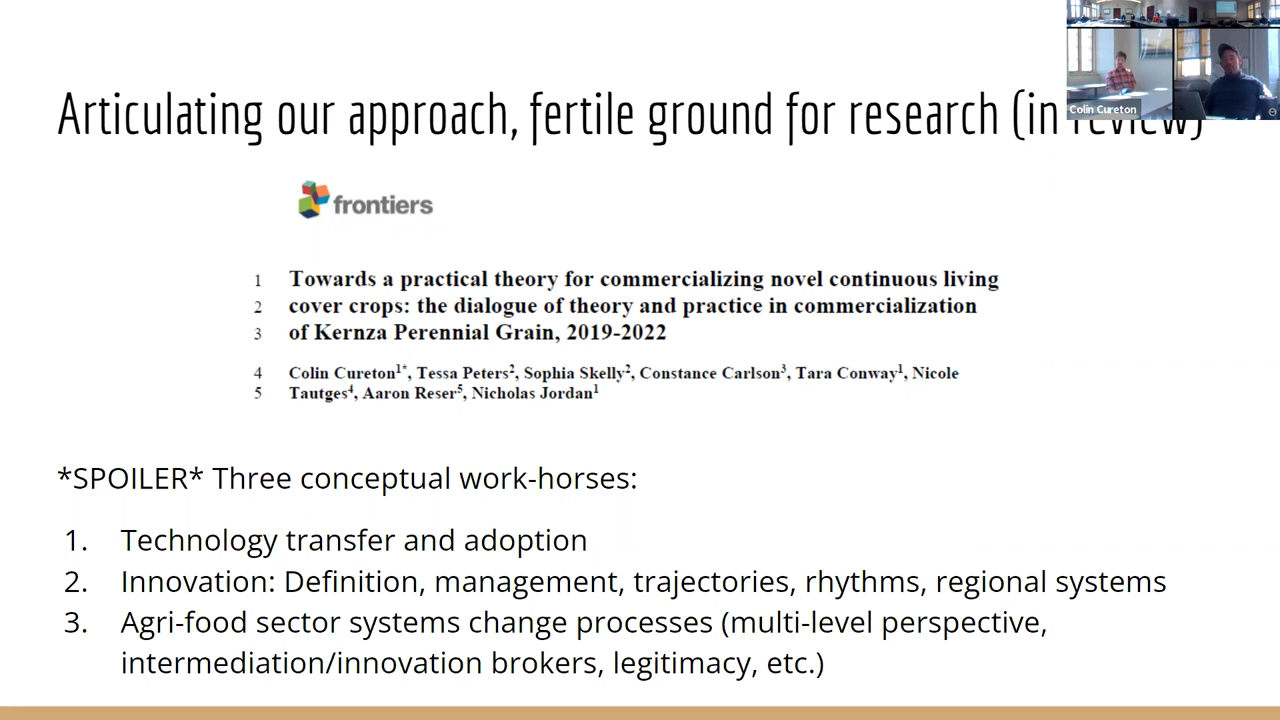 Articulating our approach, fertile ground for research (in review)
Colin Cureton
frontiers
1 Towards a practical theory for commercializing novel continuous living
2 cover crops: the dialogue of theory and practice in commercialization
3 of Kernza Perennial Grain, 2019-2022
4 Colin Cureton1*, Tessa Peters2, Sophia Skelly2, Constance Carlson3, Tara Conway1, Nicole
5 Tautges4, Aaron Reser5, Nicholas Jordan1
*SPOILER* Three conceptual work-horses:
1. Technology transfer and adoption
2. Innovation: Definition, management, trajectories, rhythms, regional systems
3. Agri-food sector systems change processes (multi-level perspective,
intermediation/innovation brokers, legitimacy, etc.)